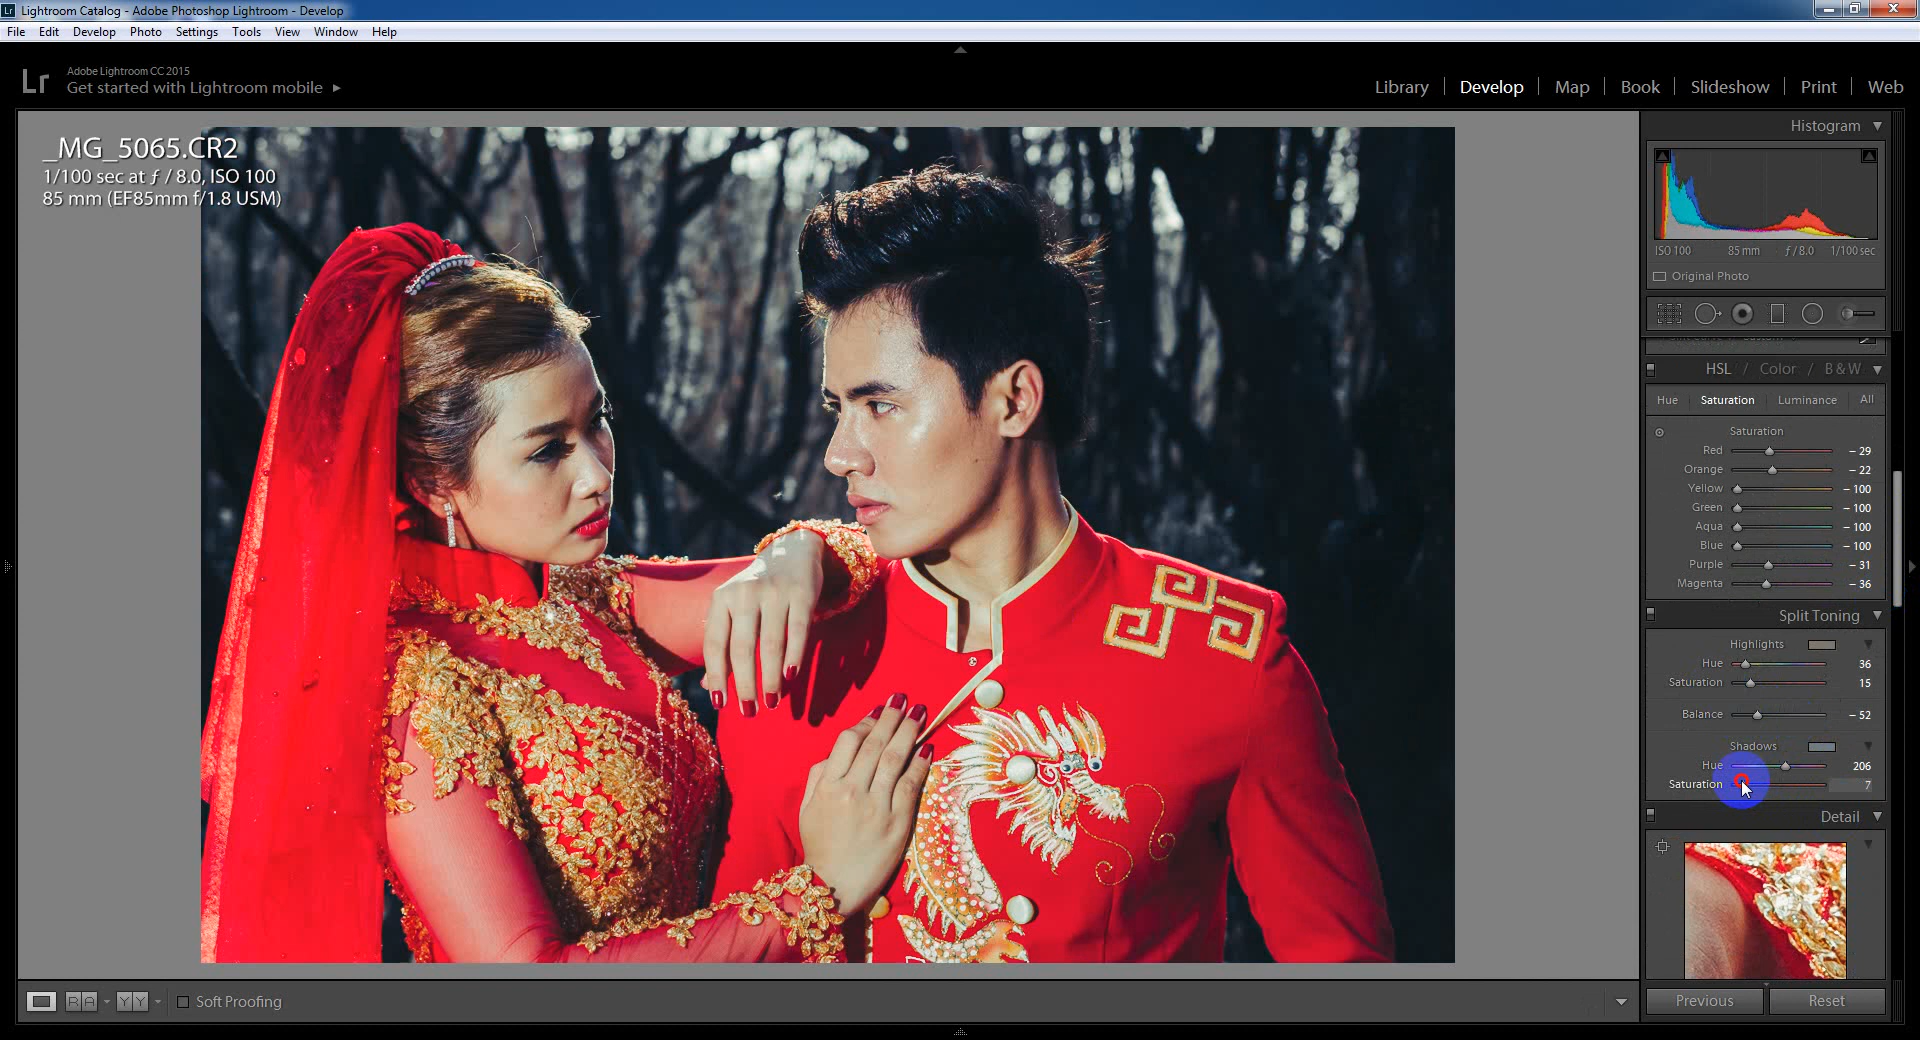 Lightroom Catalog - Adobe Photoshop Lightroom - Develop
File Edit Develop Photo Settings Tools View Window Help
Lr
Adobe Lightroom CC 2015
Get started with Lightroom mobile
Library Develop Map Book Slideshow Print Web
_MG_5065.CR2
1/100 sec at ƒ / 8.0, ISO 100
85 mm (EF85mm f/1.8 USM)
Histogram
ISO 100 85 mm ƒ / 8.0 1/100 sec
Original Photo
HSL / Color / B & W
Hue Saturation Luminance All
Saturation
Red - 29
Orange - 22
Yellow - 100
Green - 100
Aqua - 100
Blue - 100
Purple - 31
Magenta - 36
Split Toning
Highlights
Hue 36
Saturation 15
Balance - 52
Shadows
Hue 206
Saturation 7
Detail
R A Y Y Soft Proofing
Previous Reset